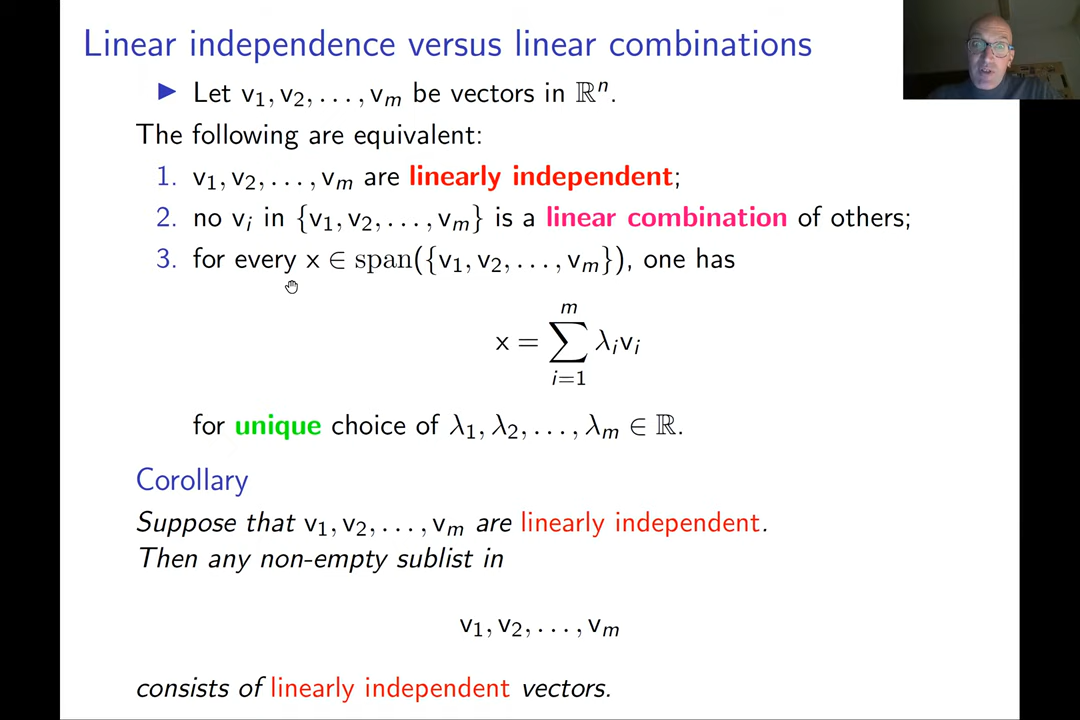 Linear independence versus linear combinations
▶ Let v₁, v₂, . . . , vₘ be vectors in ℝⁿ.
The following are equivalent:
1. v₁, v₂, . . . , vₘ are linearly independent;
2. no vᵢ in {v₁, v₂, . . . , vₘ} is a linear combination of others;
3. for every x ∈ span({v₁, v₂, . . . , vₘ}), one has
x = ∑ᵢ₌₁ᵐ λᵢvᵢ
for unique choice of λ₁, λ₂, . . . , λₘ ∈ ℝ.
Corollary
Suppose that v₁, v₂, . . . , vₘ are linearly independent.
Then any non-empty sublist in
v₁, v₂, . . . , vₘ
consists of linearly independent vectors.